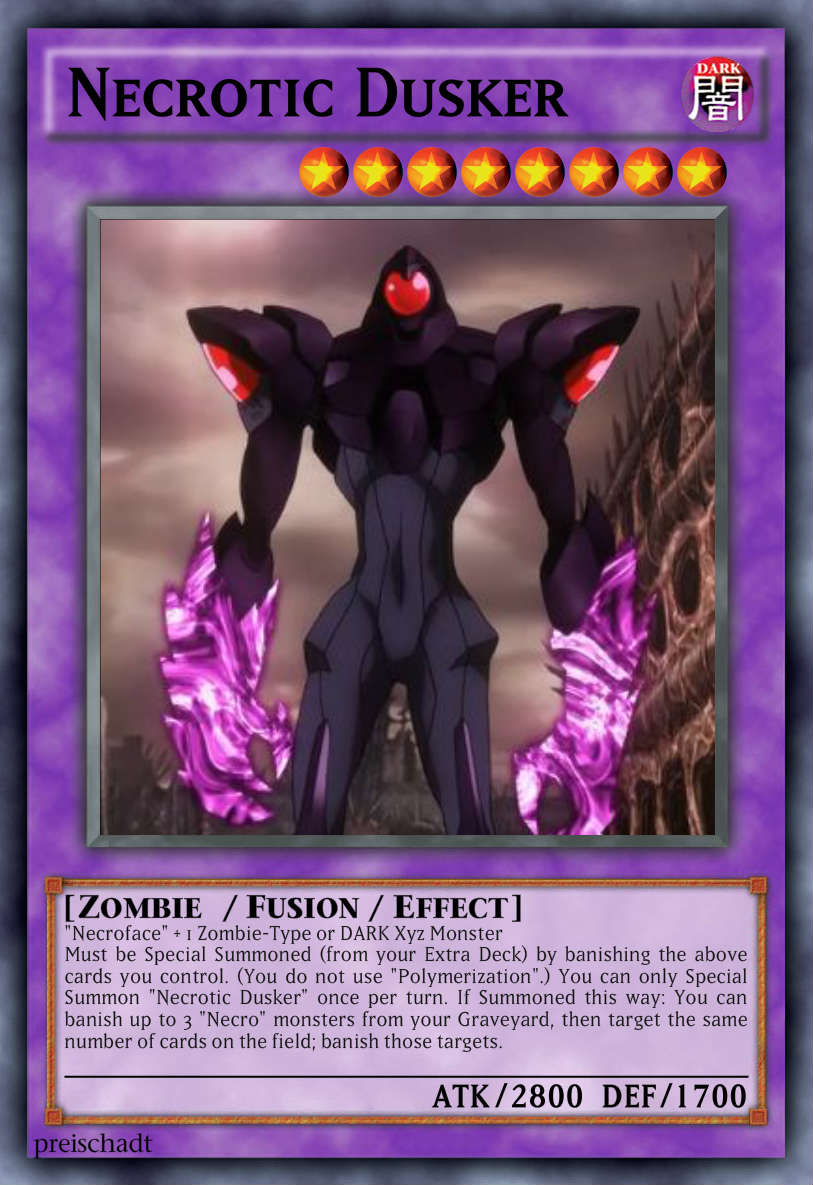 Necrotic Dusker
DARK
闇
[Zombie / Fusion / Effect]
"Necroface" + 1 Zombie-Type or DARK Xyz Monster
Must be Special Summoned (from your Extra Deck) by banishing the above
cards you control. (You do not use "Polymerization".) You can only Special
Summon "Necrotic Dusker" once per turn. If Summoned this way: You can
banish up to 3 "Necro" monsters from your Graveyard, then target the same
number of cards on the field; banish those targets.
ATK/2800 DEF/1700
preischadt